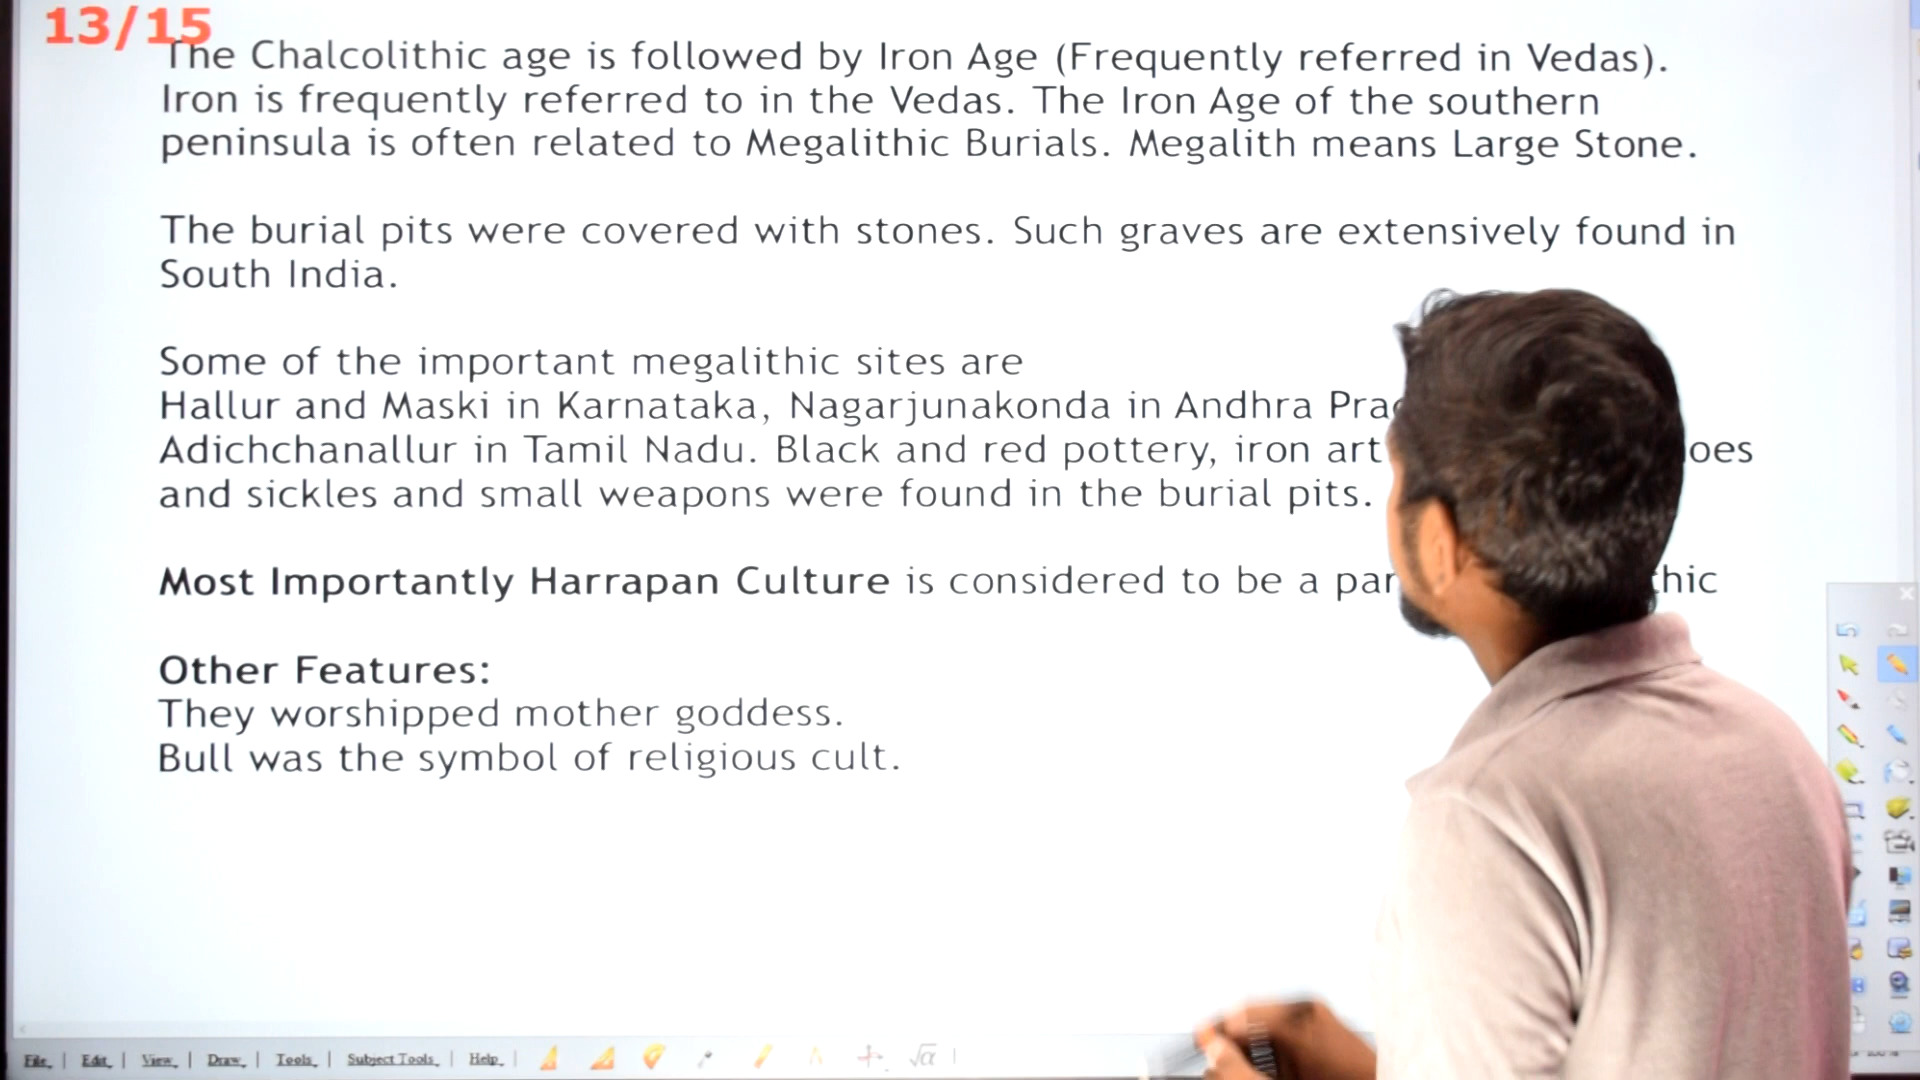 13/15
The Chalcolithic age is followed by Iron Age (Frequently referred in Vedas).
Iron is frequently referred to in the Vedas. The Iron Age of the southern
peninsula is often related to Megalithic Burials. Megalith means Large Stone.
The burial pits were covered with stones. Such graves are extensively found in
South India.
Some of the important megalithic sites are
Hallur and Maski in Karnataka, Nagarjunakonda in Andhra
Adichchanallur in Tamil Nadu. Black and red pottery, iron
and sickles and small weapons were found in the burial pits.
Most Importantly Harrapan Culture is considered to be a
Other Features:
They worshipped mother goddess.
Bull was the symbol of religious cult.
File Edit View Draw Tools Subject Tools Help